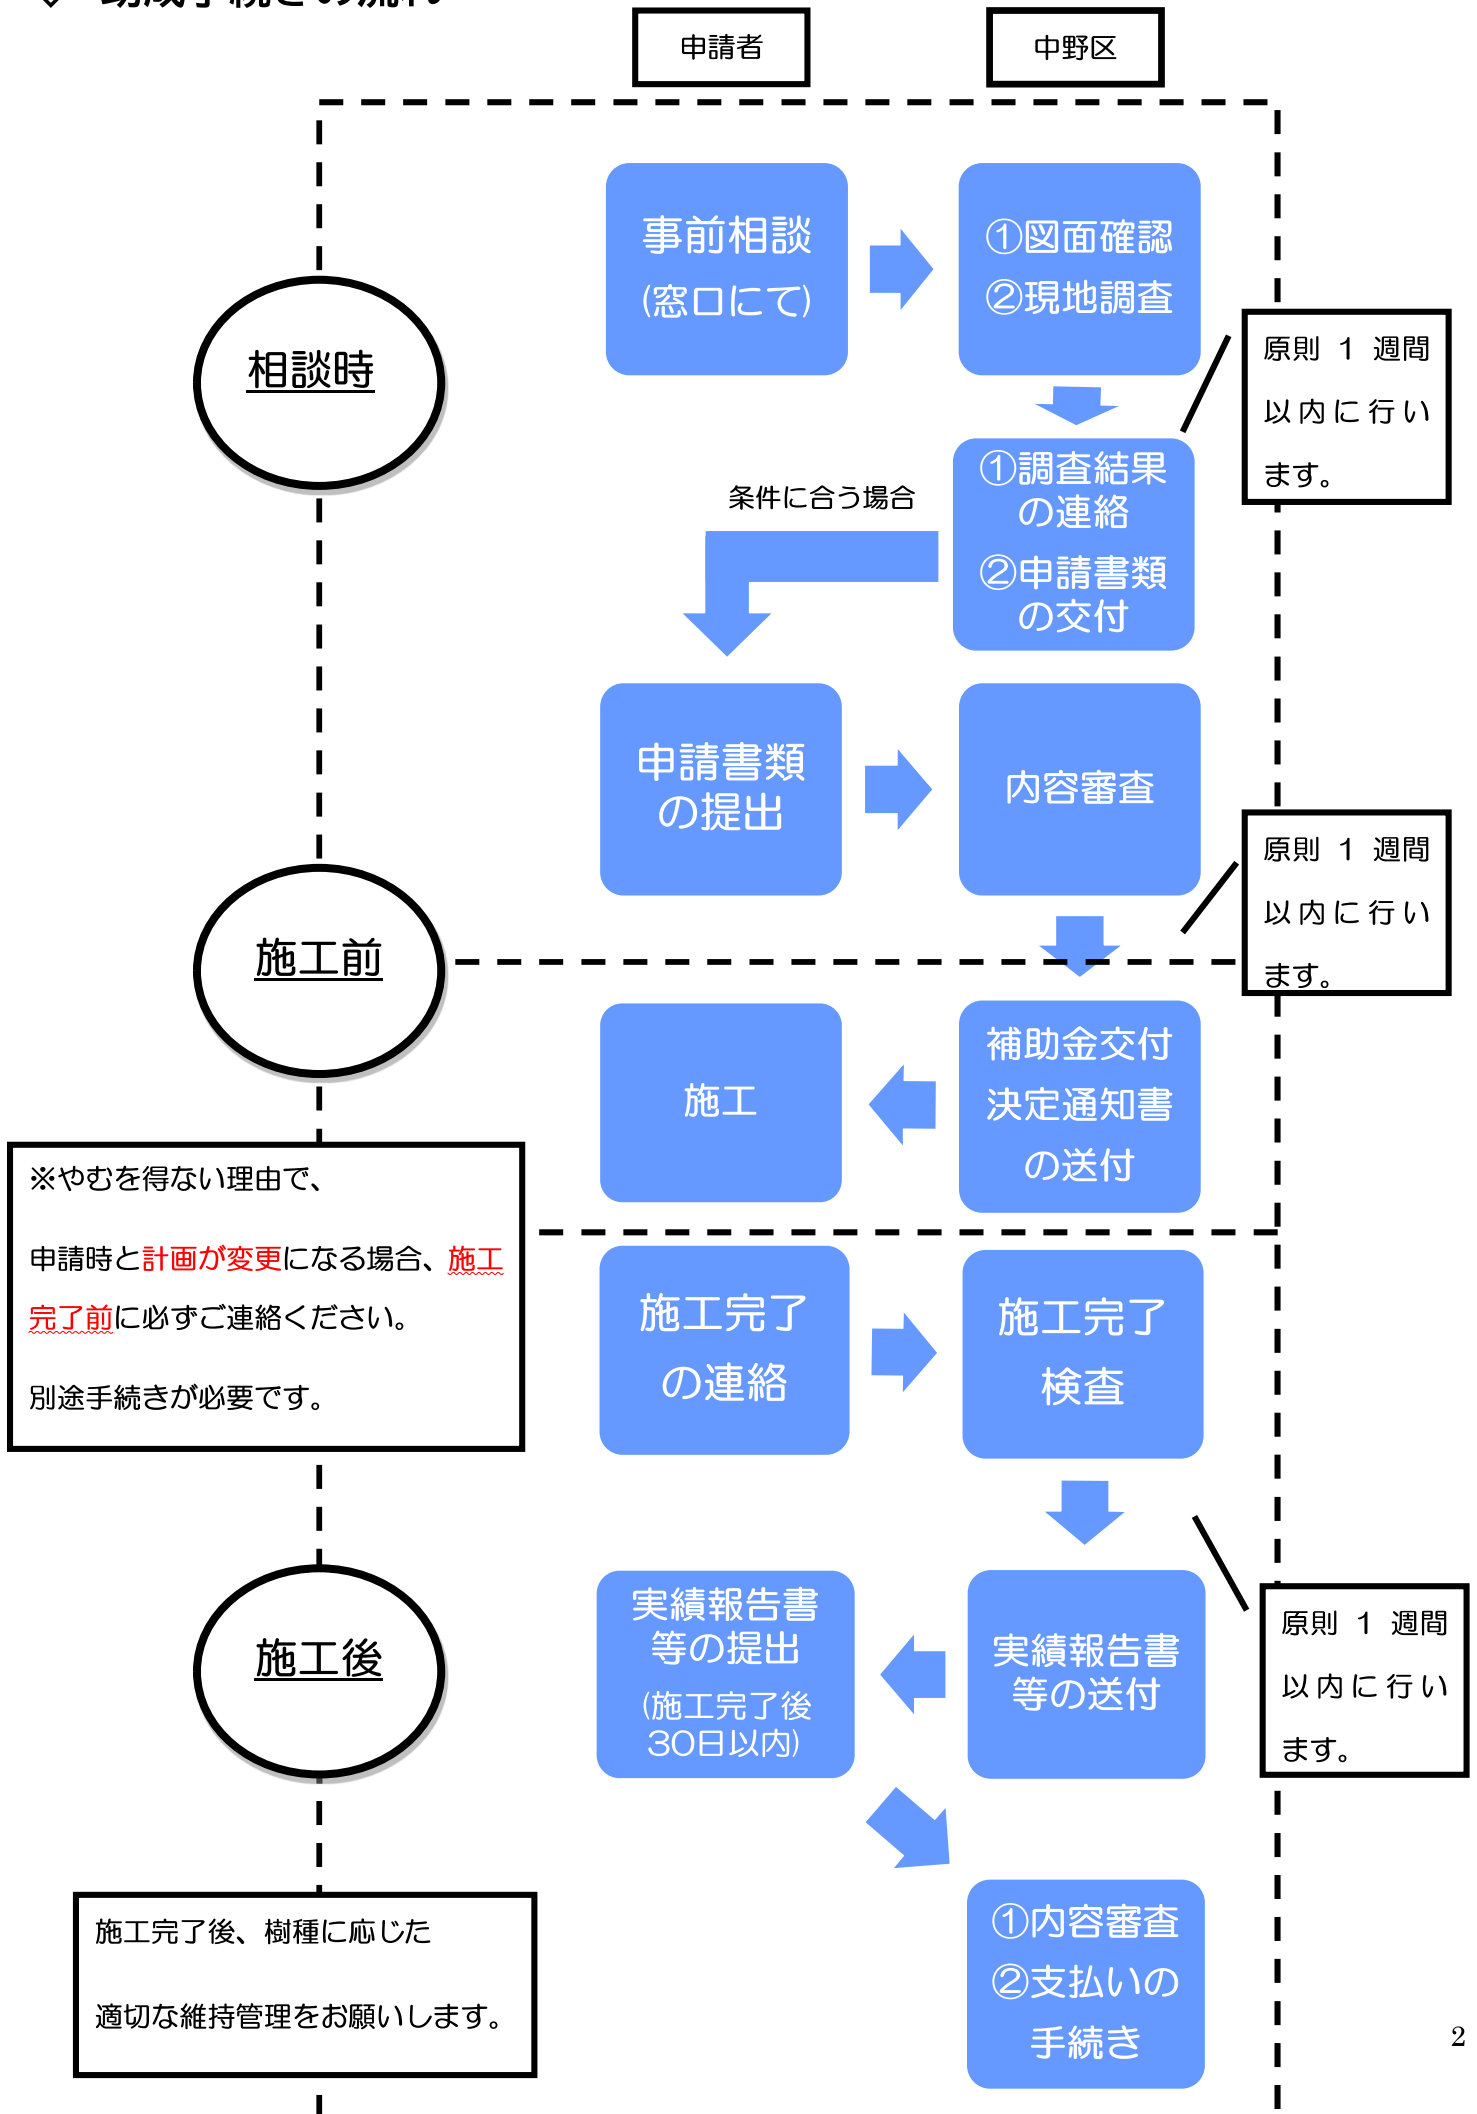 助成手続きの流れ
申請者
中野区
事前相談
(窓口にて)
①図面確認
②現地調査
相談時
原則 1 週間
以内に行い
ます。
①調査結果
の連絡
②申請書類
の交付
条件に合う場合
申請書類
の提出
内容審査
原則 1 週間
以内に行い
ます。
施工前
施工
補助金交付
決定通知書
の送付
※やむを得ない理由で、
申請時と計画が変更になる場合、施工
完了前に必ずご連絡ください。
別途手続きが必要です。
施工完了
の連絡
施工完了
検査
施工後
実績報告書
等の提出
(施工完了後
30日以内)
実績報告書
等の送付
原則 1 週間
以内に行い
ます。
施工完了後、樹種に応じた
適切な維持管理をお願いします。
①内容審査
②支払いの
手続き
2